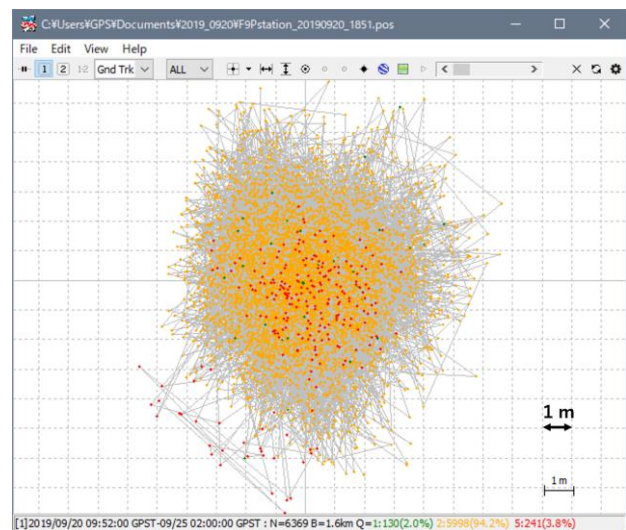 C:¥Users¥GPS¥Documents¥2019_0920¥F9Pstation_20190920_1851.pos
File Edit View Help
1 2 1-2 Gnd Trk ALL
1 m
1 m
[1]2019/09/20 09:52:00 GPST-09/25 02:00:00 GPST : N=6369 B=1.6km Q=1:130(2.0%) 2:5998(94.2%) 5:241(3.8%)